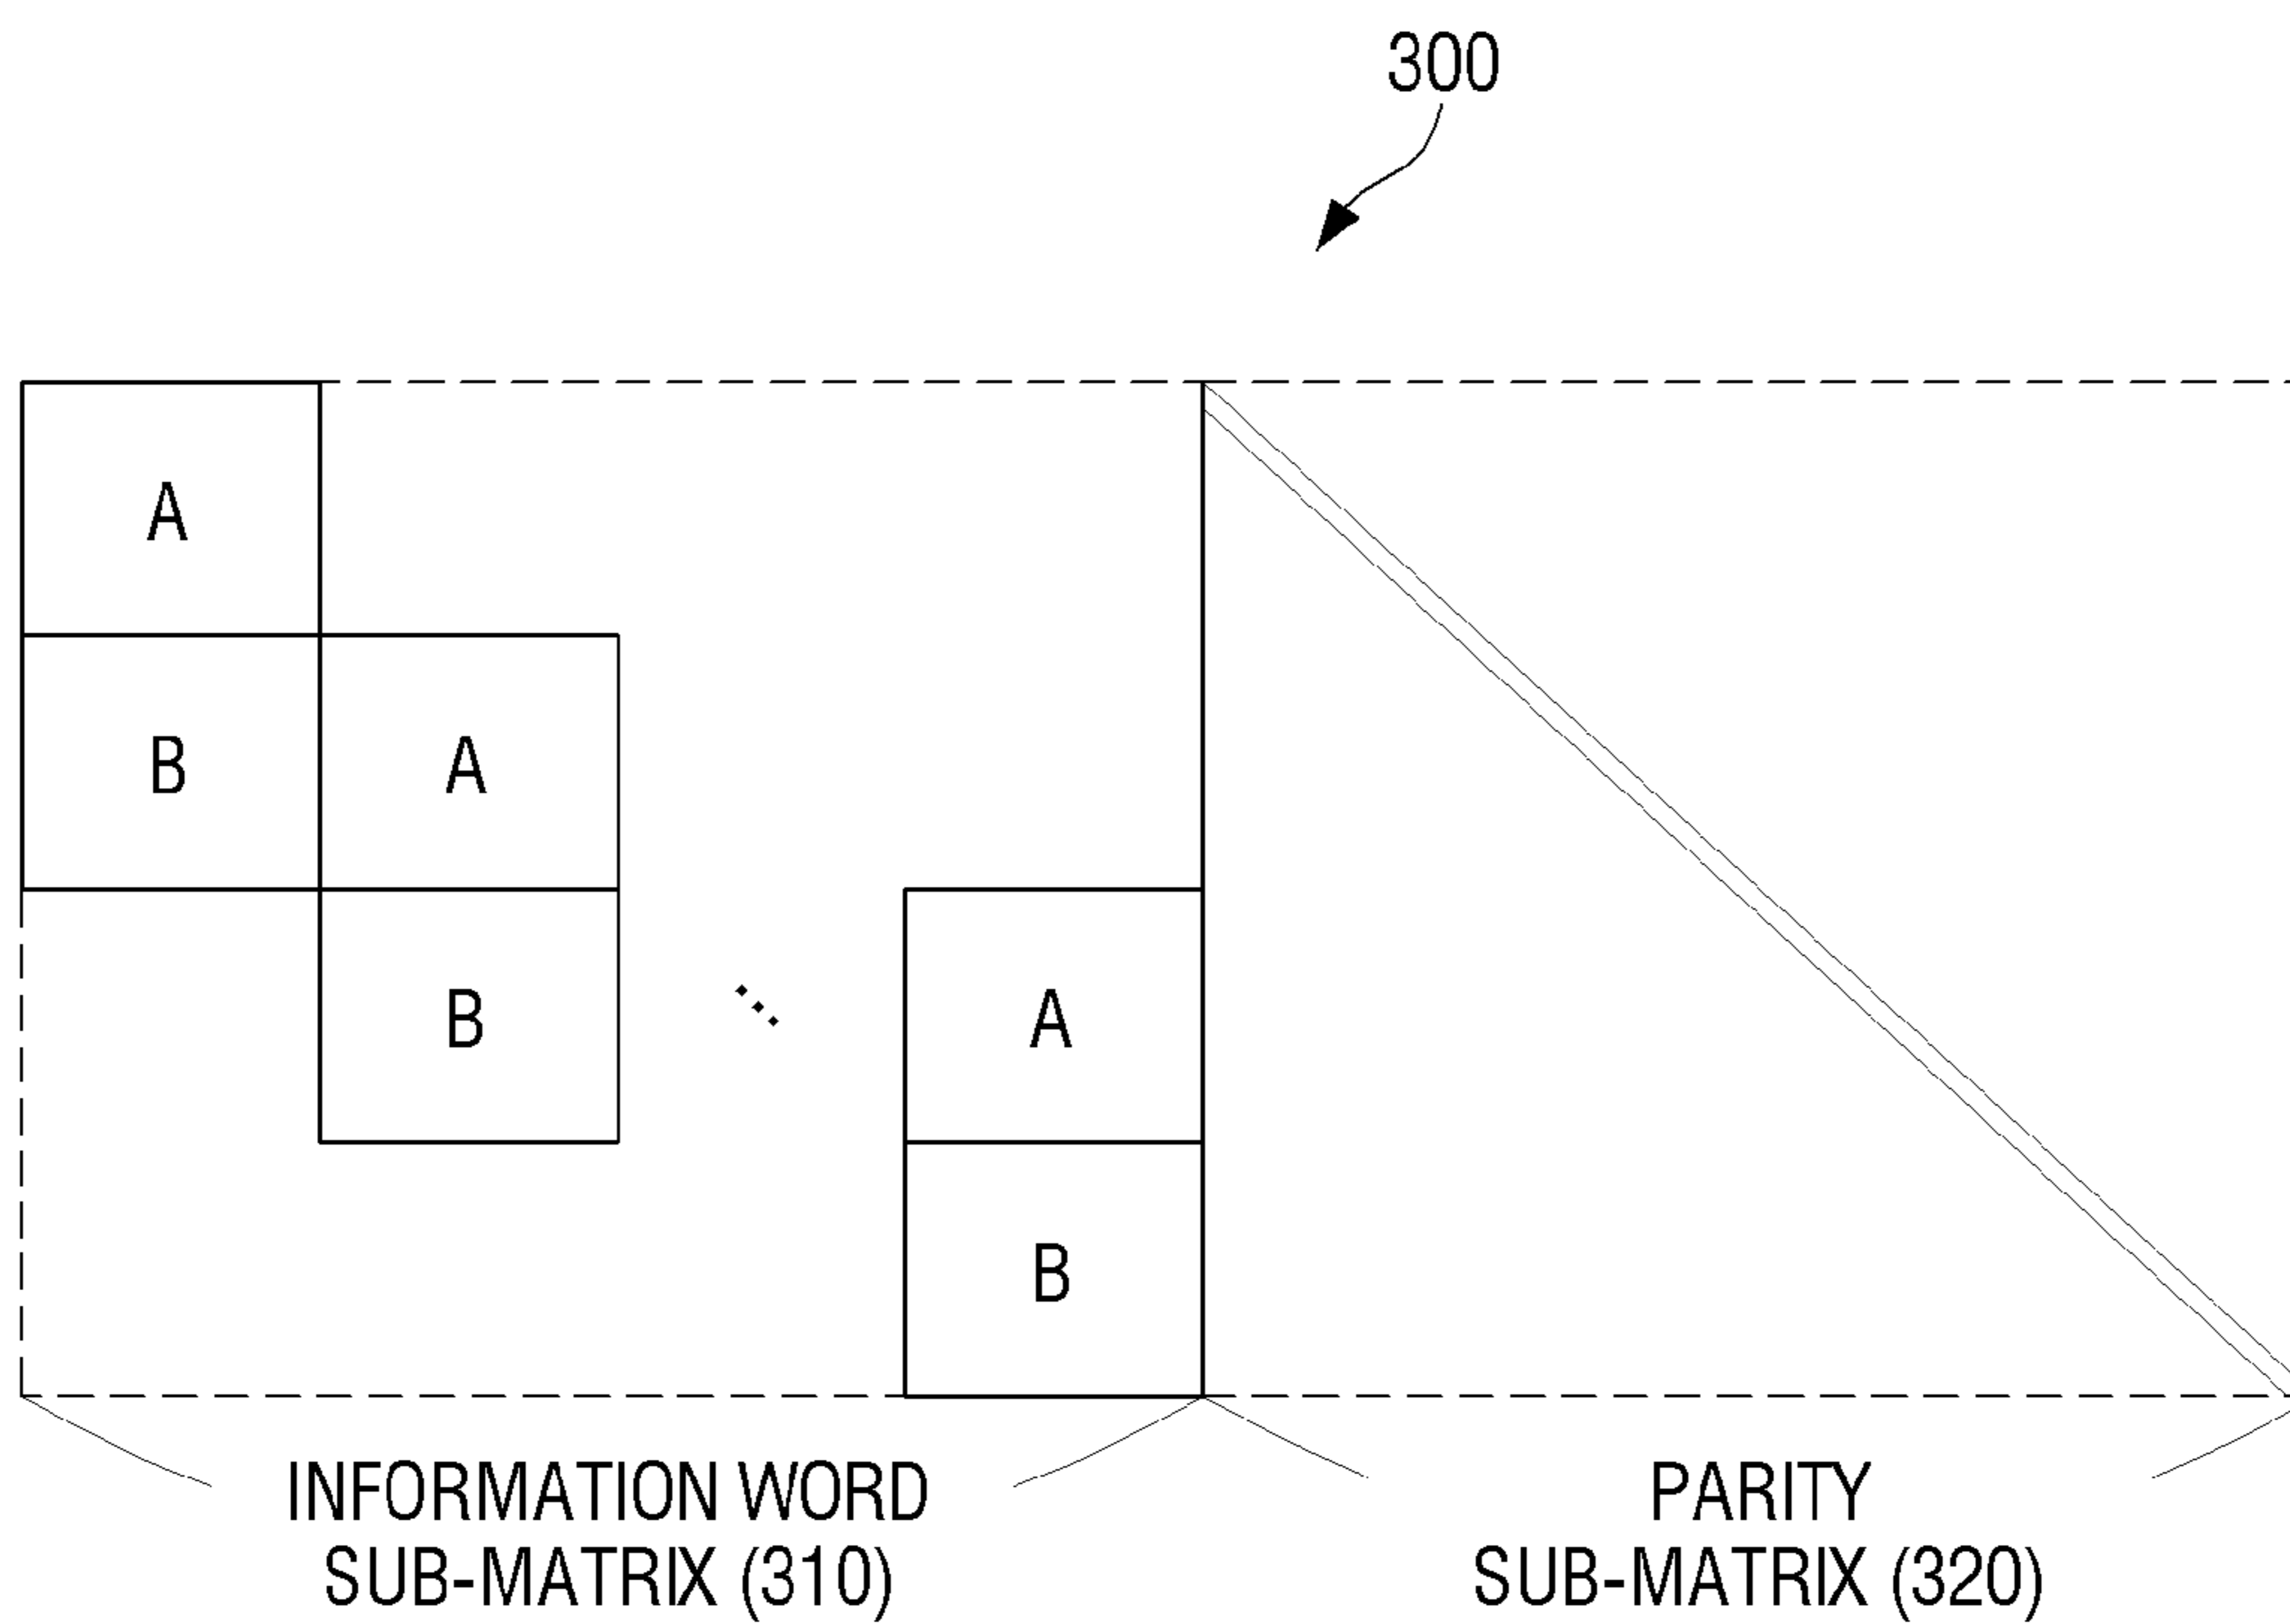 300
A
B A
B A
B
INFORMATION WORD
SUB-MATRIX (310)
PARITY
SUB-MATRIX (320)